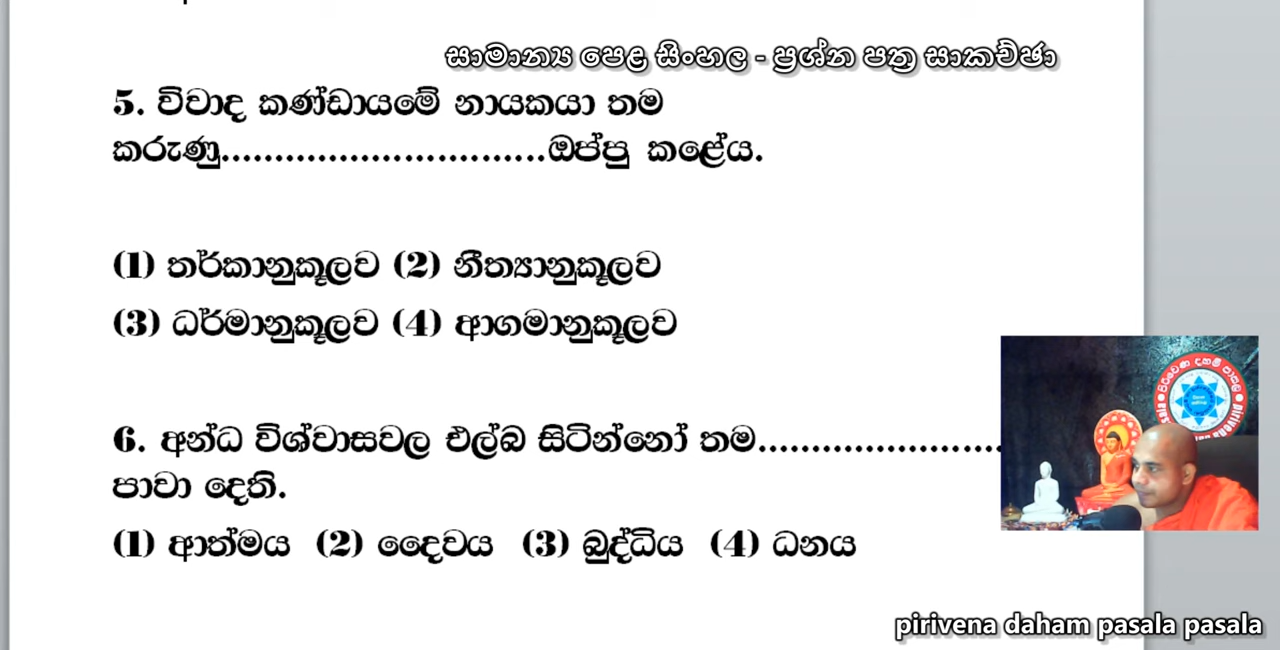 සාමාන්‍ය පෙළ සිංහල - ප්‍රශ්න පත්‍ර සාකච්ඡා
5. විවාද කණ්ඩායමේ නායකයා තම
කරුණු..............................ඔප්පු කළේය.
(1) තර්කානුකූලව (2) නීත්‍යානුකූලව
(3) ධර්මානුකූලව (4) ආගමානුකූලව
6. අන්ධ විශ්වාසවල එල්බ සිටින්නෝ තම.......................
පාවා දෙති.
(1) ආත්මය (2) දෛවය (3) බුද්ධිය (4) ධනය
පිරිවෙණ දහම් පාසල
pirivena daham pasala pasala